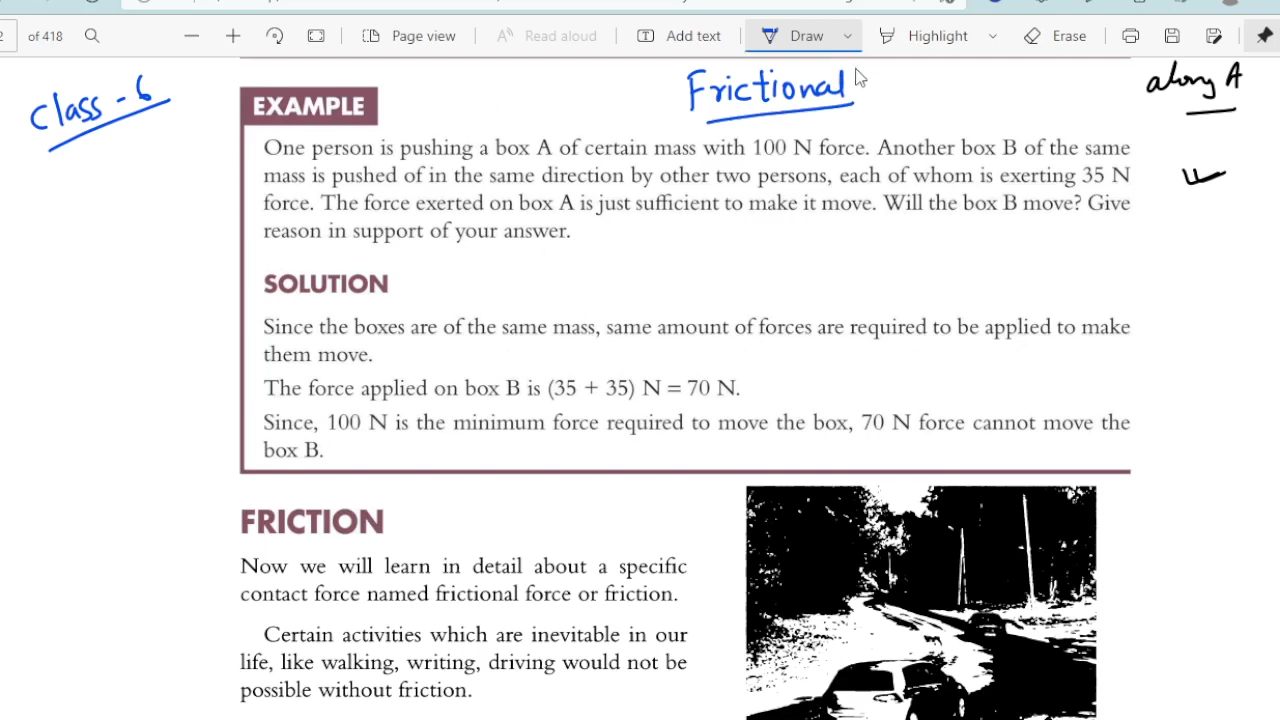 2 of 418 Page view Read aloud Add text Draw Highlight Erase
Class - 6
Frictional
along A
EXAMPLE
One person is pushing a box A of certain mass with 100 N force. Another box B of the same
mass is pushed of in the same direction by other two persons, each of whom is exerting 35 N
force. The force exerted on box A is just sufficient to make it move. Will the box B move? Give
reason in support of your answer.
SOLUTION
Since the boxes are of the same mass, same amount of forces are required to be applied to make
them move.
The force applied on box B is (35 + 35) N = 70 N.
Since, 100 N is the minimum force required to move the box, 70 N force cannot move the
box B.
FRICTION
Now we will learn in detail about a specific
contact force named frictional force or friction.
Certain activities which are inevitable in our
life, like walking, writing, driving would not be
possible without friction.